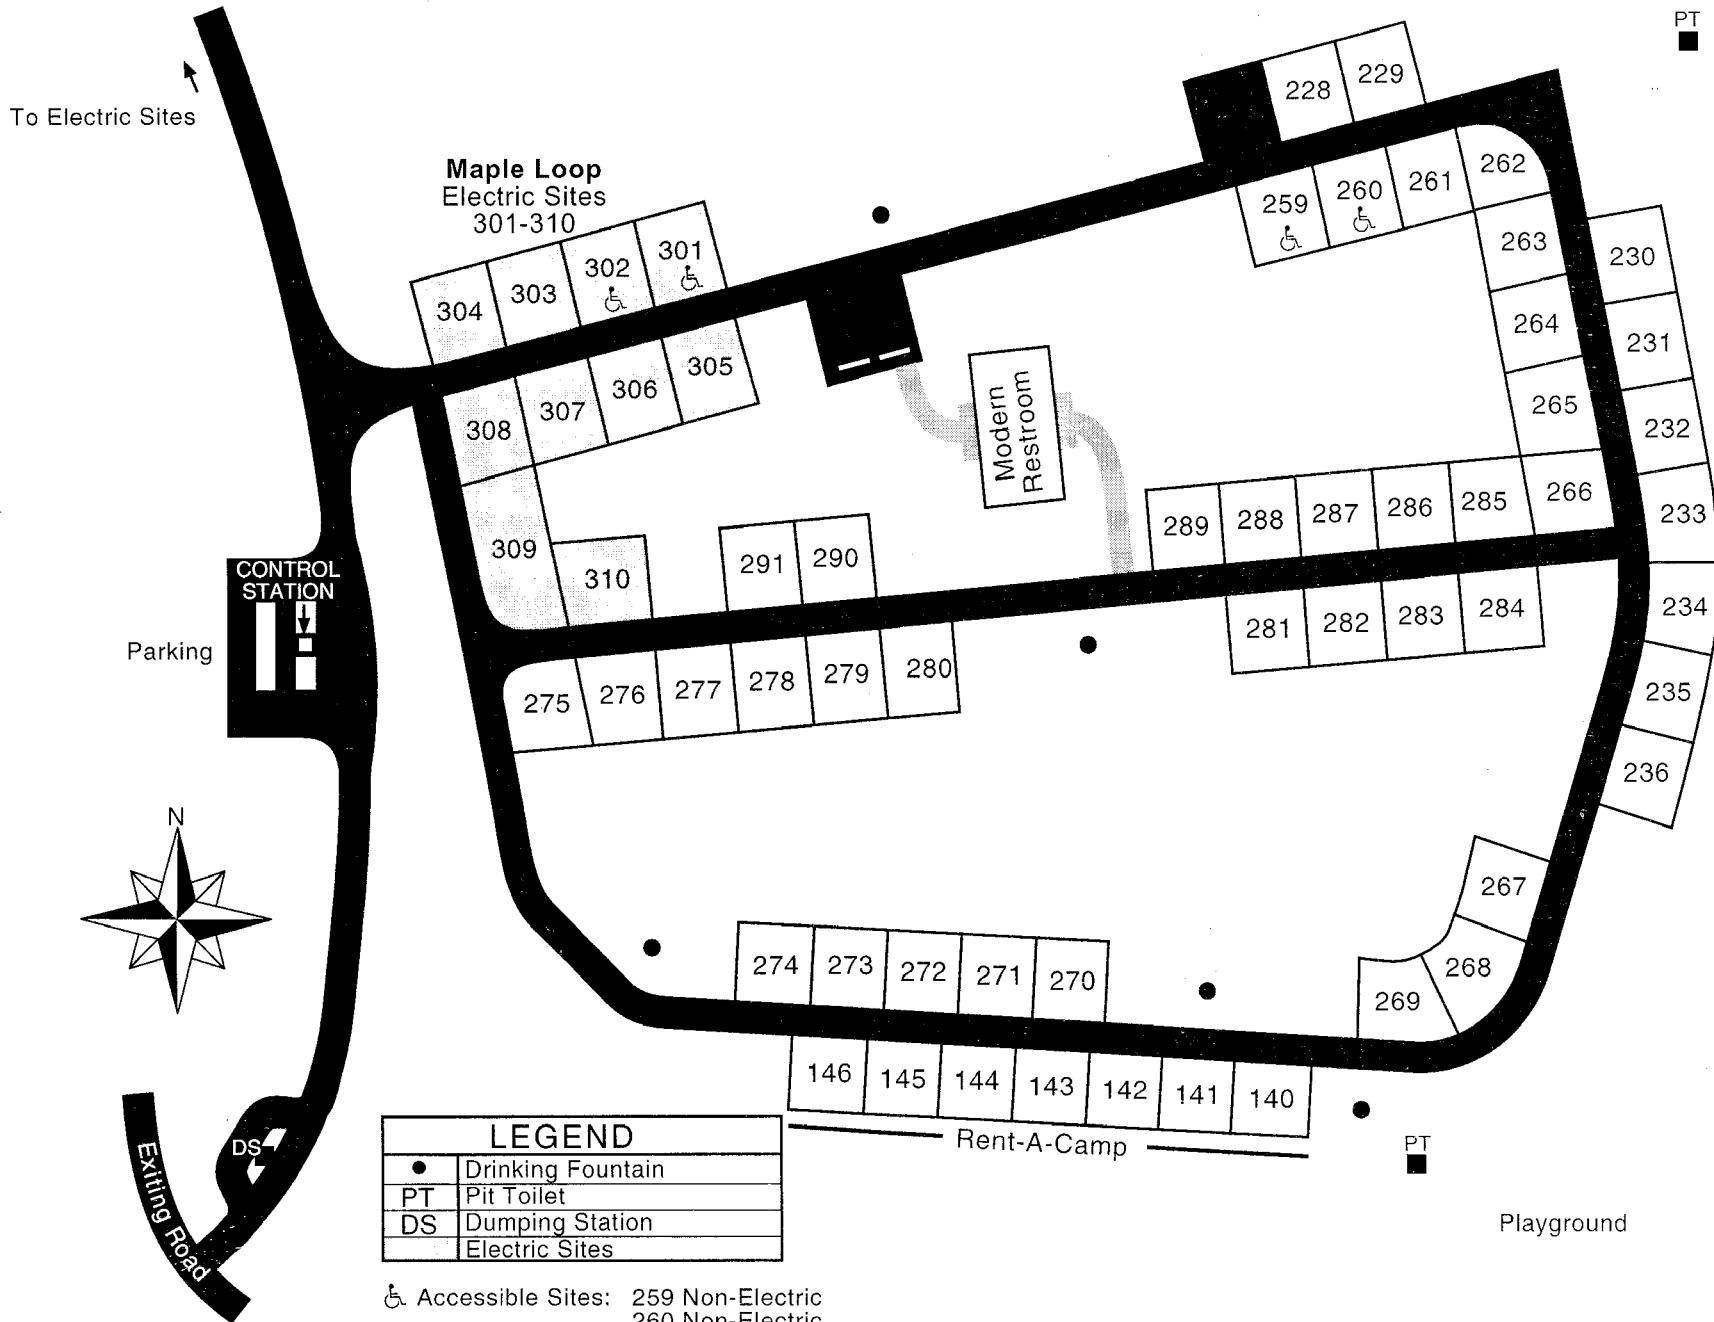 PT
To Electric Sites
Maple Loop
Electric Sites
301-310
228
229
259
260
261
262
263
264
265
266
230
231
232
233
234
235
236
304
303
302
301
308
307
306
305
309
310
Modern
Restroom
291
290
289
288
287
286
285
275
276
277
278
279
280
281
282
283
284
CONTROL
STATION
Parking
N
267
268
269
274
273
272
271
270
146
145
144
143
142
141
140
Rent-A-Camp
PT
Playground
DS
Exiting Road
LEGEND
Drinking Fountain
PT Pit Toilet
DS Dumping Station
Electric Sites
Accessible Sites: 259 Non-Electric
260 Non-Electric